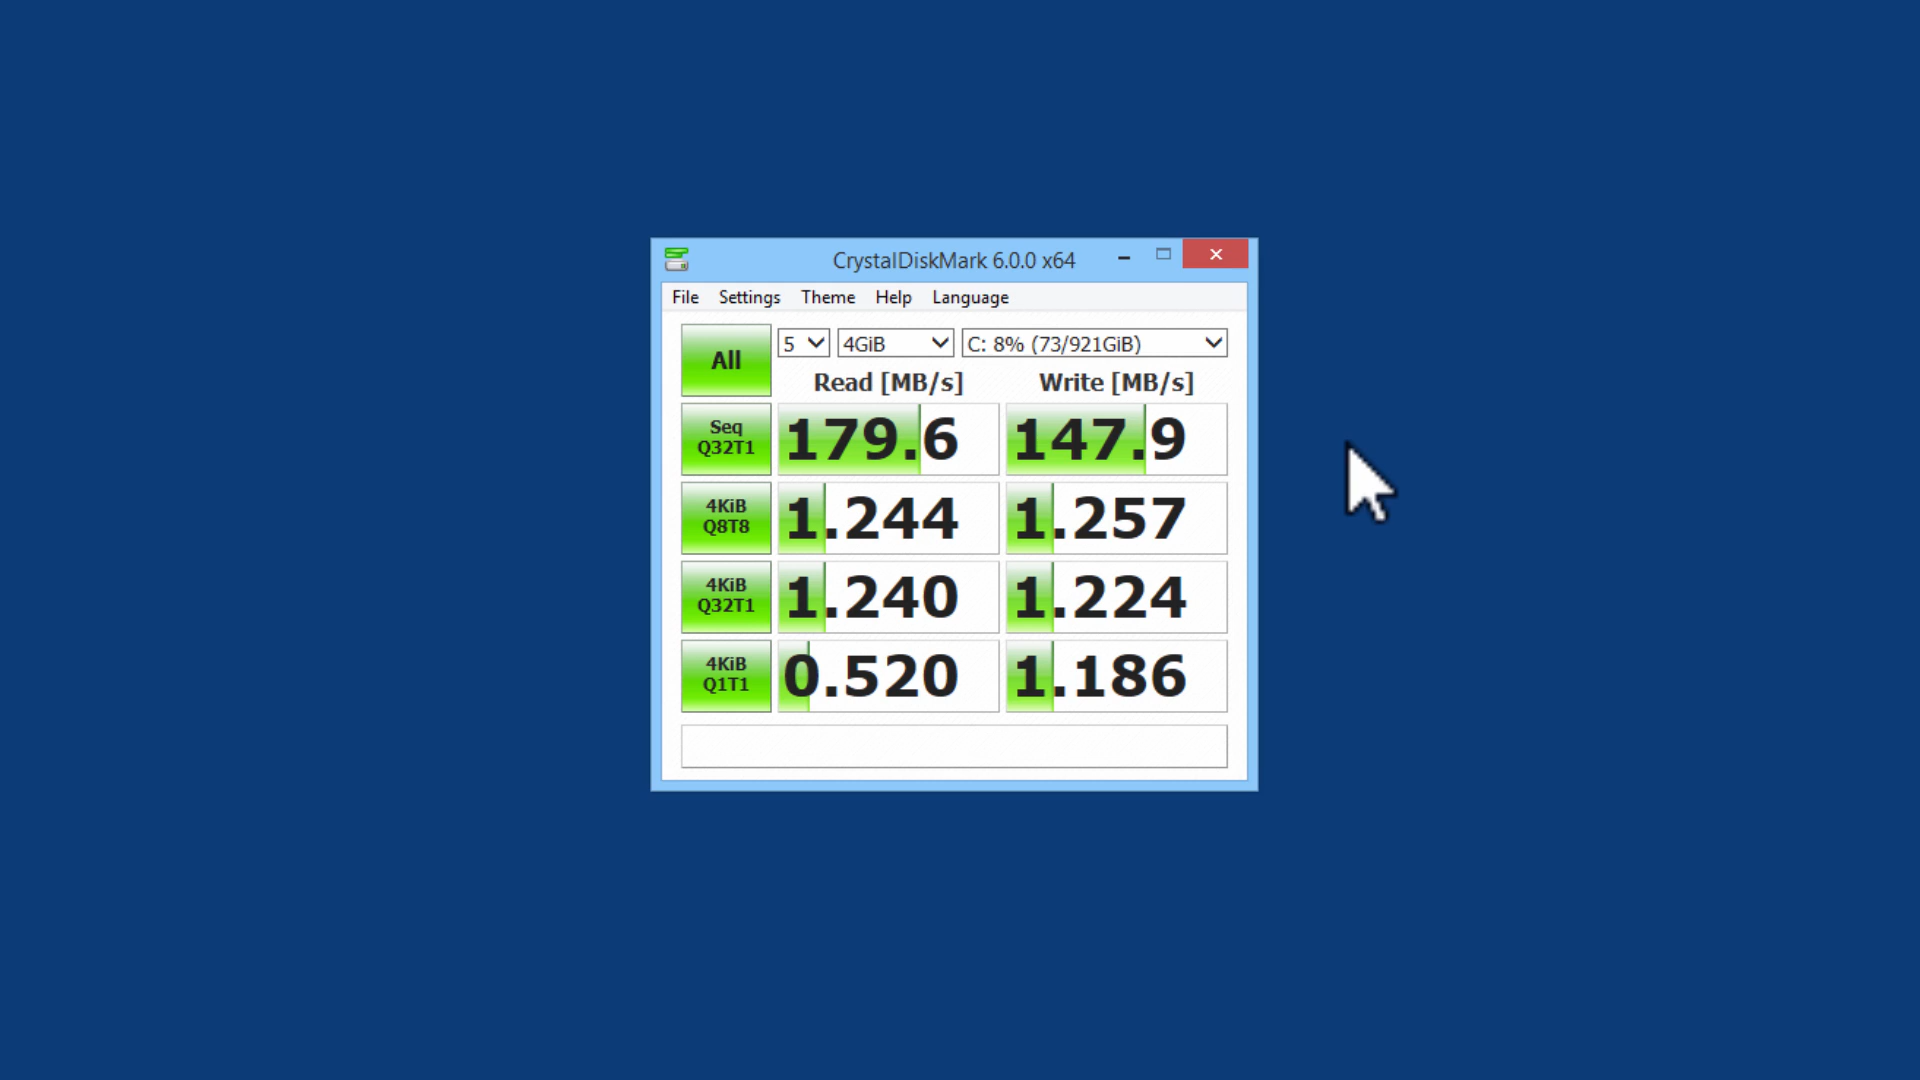 CrystalDiskMark 6.0.0 x64
File Settings Theme Help Language
All 5 4GiB C: 8% (73/921GiB)
Read [MB/s] Write [MB/s]
Seq
Q32T1 179.6 147.9
4KiB
Q8T8 1.244 1.257
4KiB
Q32T1 1.240 1.224
4KiB
Q1T1 0.520 1.186